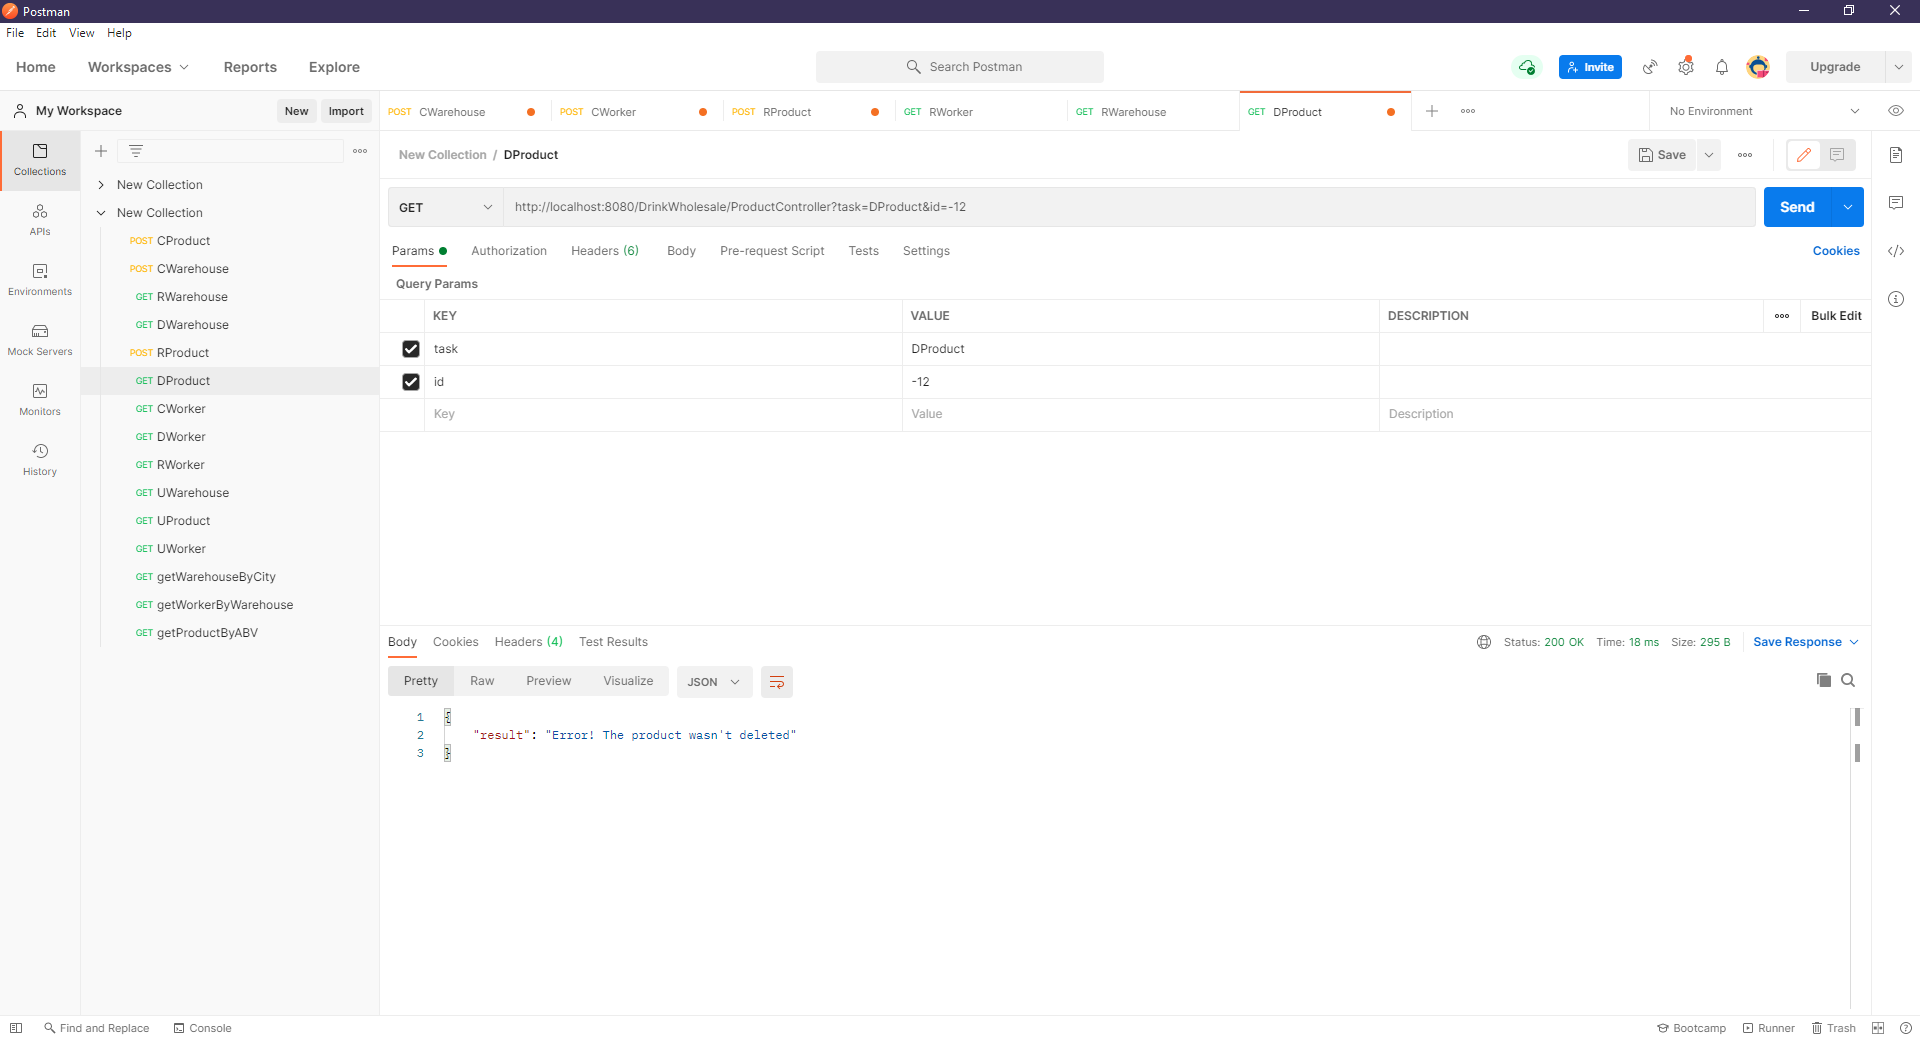 Postman
File Edit View Help
Home Workspaces Reports Explore Search Postman Invite Upgrade
My Workspace New Import
POST CWarehouse POST CWorker POST RProduct GET RWorker GET RWarehouse GET DProduct No Environment
Collections
APIs
Environments
Mock Servers
Monitors
History
New Collection
New Collection
POST CProduct
POST CWarehouse
GET RWarehouse
GET DWarehouse
POST RProduct
GET DProduct
GET CWorker
GET DWorker
GET RWorker
GET UWarehouse
GET UProduct
GET UWorker
GET getWarehouseByCity
GET getWorkerByWarehouse
GET getProductByABV
New Collection / DProduct Save
GET http://localhost:8080/DrinkWholesale/ProductController?task=DProduct&id=-12 Send
Params Authorization Headers (6) Body Pre-request Script Tests Settings Cookies
Query Params
KEY VALUE DESCRIPTION Bulk Edit
task DProduct
id -12
Key Value Description
Body Cookies Headers (4) Test Results Status: 200 OK Time: 18 ms Size: 295 B Save Response
Pretty Raw Preview Visualize JSON
1 {
2 "result": "Error! The product wasn't deleted"
3 }
Find and Replace Console Bootcamp Runner Trash